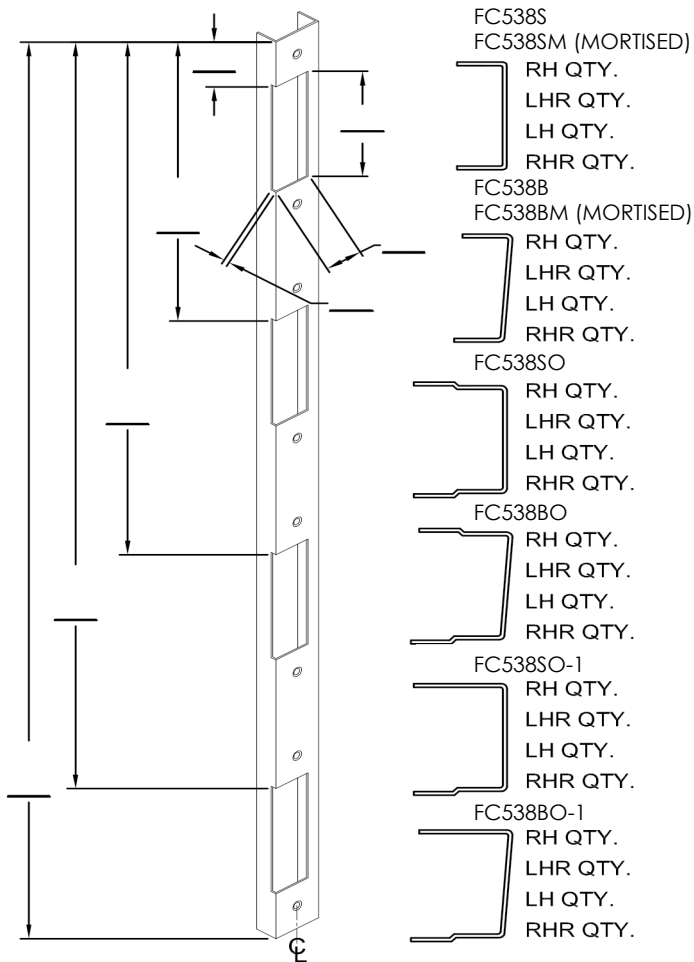 FC538S
FC538SM (MORTISED)
RH QTY.
LHR QTY.
LH QTY.
RHR QTY.
FC538B
FC538BM (MORTISED)
RH QTY.
LHR QTY.
LH QTY.
RHR QTY.
FC538SO
RH QTY.
LHR QTY.
LH QTY.
RHR QTY.
FC538BO
RH QTY.
LHR QTY.
LH QTY.
RHR QTY.
FC538SO-1
RH QTY.
LHR QTY.
LH QTY.
RHR QTY.
FC538BO-1
RH QTY.
LHR QTY.
LH QTY.
RHR QTY.
℄